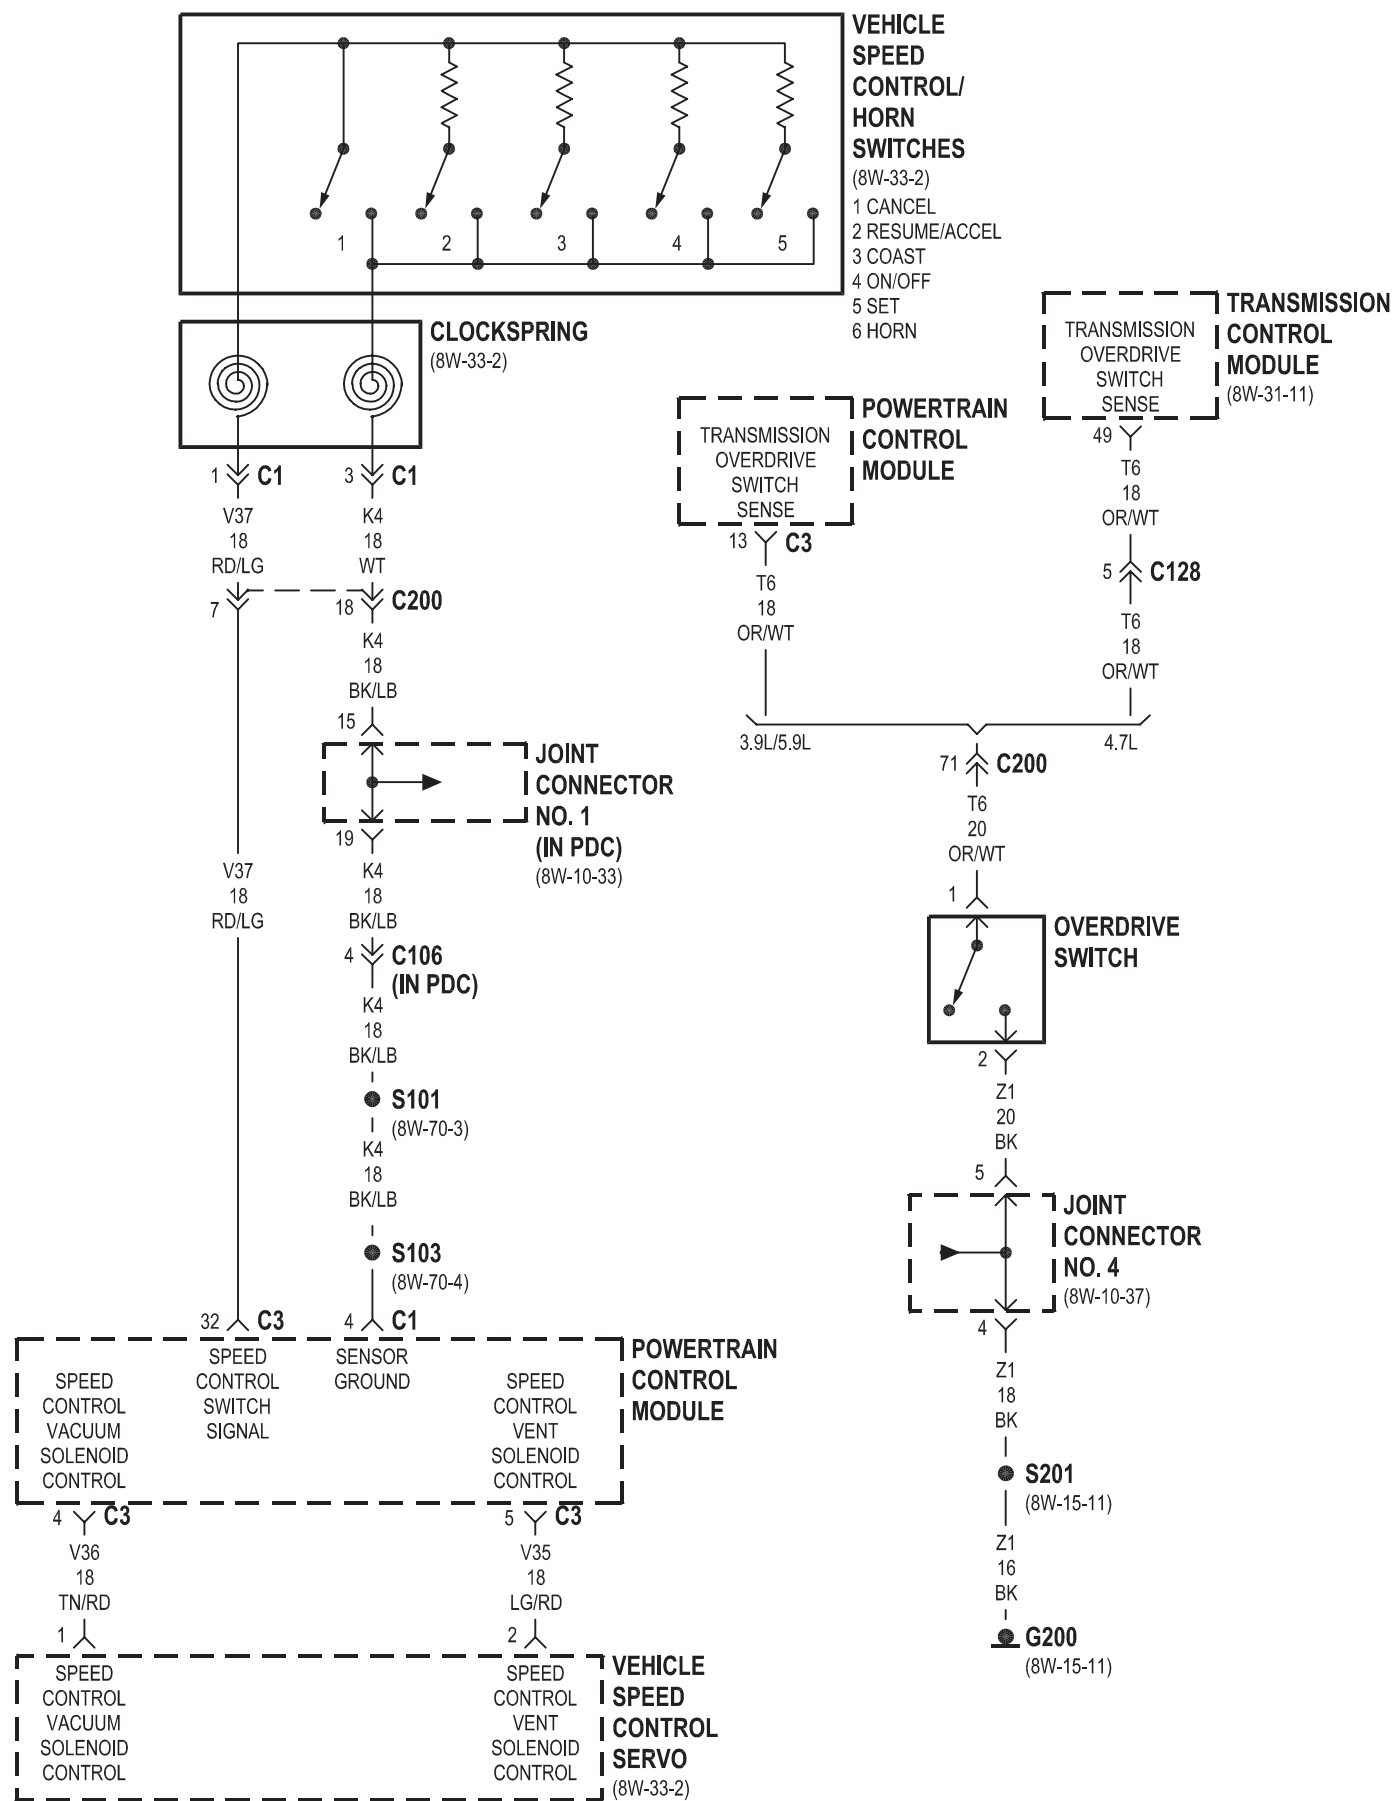 VEHICLE
SPEED
CONTROL/
HORN
SWITCHES
(8W-33-2)
1 CANCEL
2 RESUME/ACCEL
3 COAST
4 ON/OFF
5 SET
6 HORN
1
2
3
4
5
CLOCKSPRING
(8W-33-2)
1
C1
3
C1
V37
18
RD/LG
K4
18
WT
7
18
C200
K4
18
BK/LB
15
JOINT
CONNECTOR
NO. 1
(IN PDC)
(8W-10-33)
19
V37
18
RD/LG
K4
18
BK/LB
4
C106
(IN PDC)
K4
18
BK/LB
S101
(8W-70-3)
K4
18
BK/LB
S103
(8W-70-4)
32
C3
4
C1
POWERTRAIN
CONTROL
MODULE
SPEED
CONTROL
SWITCH
SIGNAL
SENSOR
GROUND
SPEED
CONTROL
VACUUM
SOLENOID
CONTROL
SPEED
CONTROL
VENT
SOLENOID
CONTROL
4
C3
5
C3
V36
18
TN/RD
V35
18
LG/RD
1
2
SPEED
CONTROL
VACUUM
SOLENOID
CONTROL
SPEED
CONTROL
VENT
SOLENOID
CONTROL
VEHICLE
SPEED
CONTROL
SERVO
(8W-33-2)
TRANSMISSION
OVERDRIVE
SWITCH
SENSE
POWERTRAIN
CONTROL
MODULE
13
C3
T6
18
OR/WT
TRANSMISSION
OVERDRIVE
SWITCH
SENSE
TRANSMISSION
CONTROL
MODULE
(8W-31-11)
49
T6
18
OR/WT
5
C128
T6
18
OR/WT
3.9L/5.9L
4.7L
71
C200
T6
20
OR/WT
1
OVERDRIVE
SWITCH
2
Z1
20
BK
5
JOINT
CONNECTOR
NO. 4
(8W-10-37)
4
Z1
18
BK
S201
(8W-15-11)
Z1
16
BK
G200
(8W-15-11)